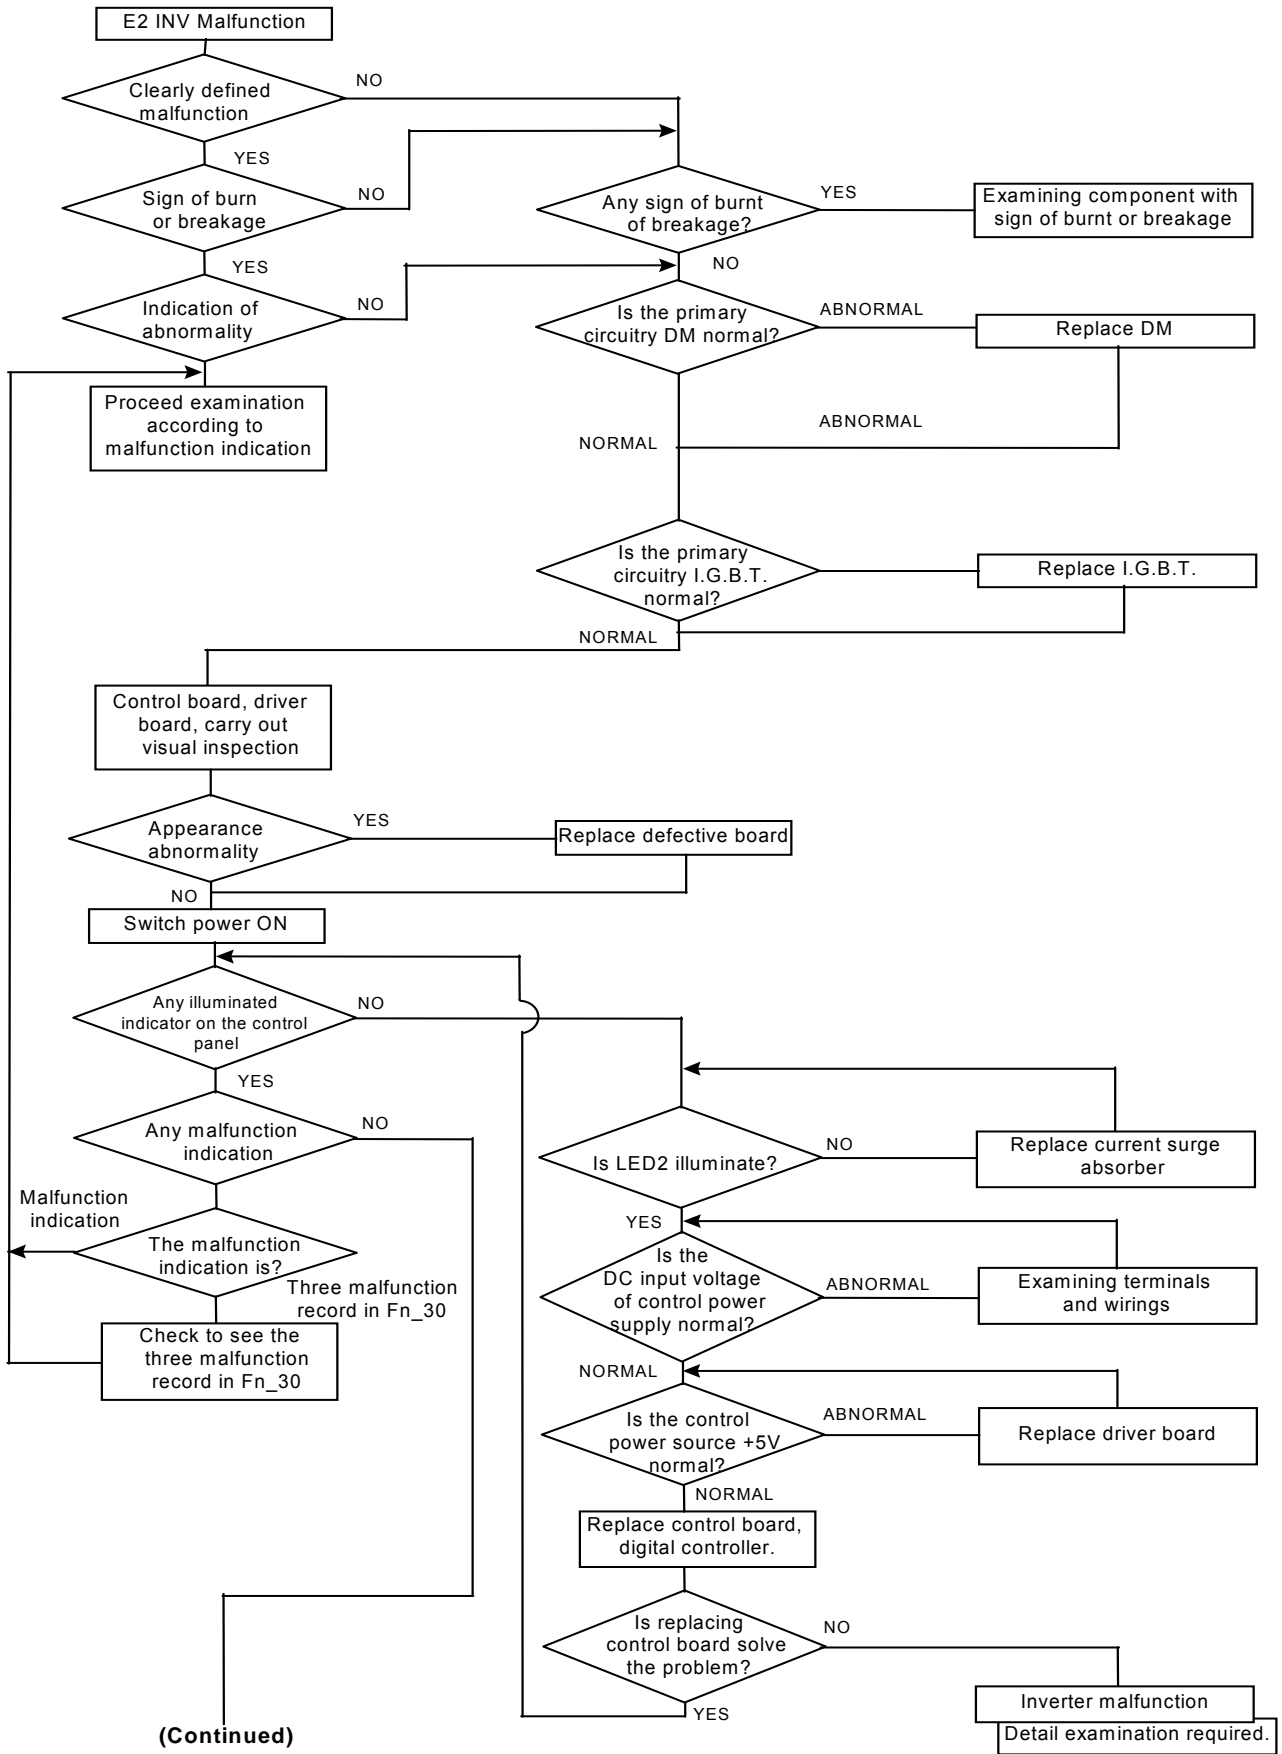 E2 INV Malfunction
Clearly defined
malfunction
NO
YES
Sign of burn
or breakage
NO
YES
Indication of
abnormality
NO
Proceed examination
according to
malfunction indication
Any sign of burnt
of breakage?
YES
Examining component with
sign of burnt or breakage
NO
Is the primary
circuitry DM normal?
ABNORMAL
Replace DM
ABNORMAL
NORMAL
Is the primary
circuitry I.G.B.T.
normal?
Replace I.G.B.T.
NORMAL
Control board, driver
board, carry out
visual inspection
Appearance
abnormality
YES
Replace defective board
NO
Switch power ON
Any illuminated
indicator on the control
panel
NO
YES
Any malfunction
indication
NO
Malfunction
indication
The malfunction
indication is?
Three malfunction
record in Fn_30
Check to see the
three malfunction
record in Fn_30
Is LED2 illuminate?
NO
Replace current surge
absorber
YES
Is the
DC input voltage
of control power
supply normal?
ABNORMAL
Examining terminals
and wirings
NORMAL
Is the control
power source +5V
normal?
ABNORMAL
Replace driver board
NORMAL
Replace control board,
digital controller.
Is replacing
control board solve
the problem?
NO
YES
Inverter malfunction
Detail examination required.
(Continued)